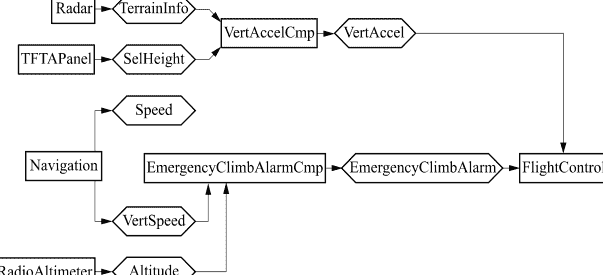 Radar
TerrainInfo
VertAccelCmp
VertAccel
TFTAPanel
SelHeight
Speed
Navigation
EmergencyClimbAlarmCmp
EmergencyClimbAlarm
FlightControl
VertSpeed
RadioAltimeter
Altitude